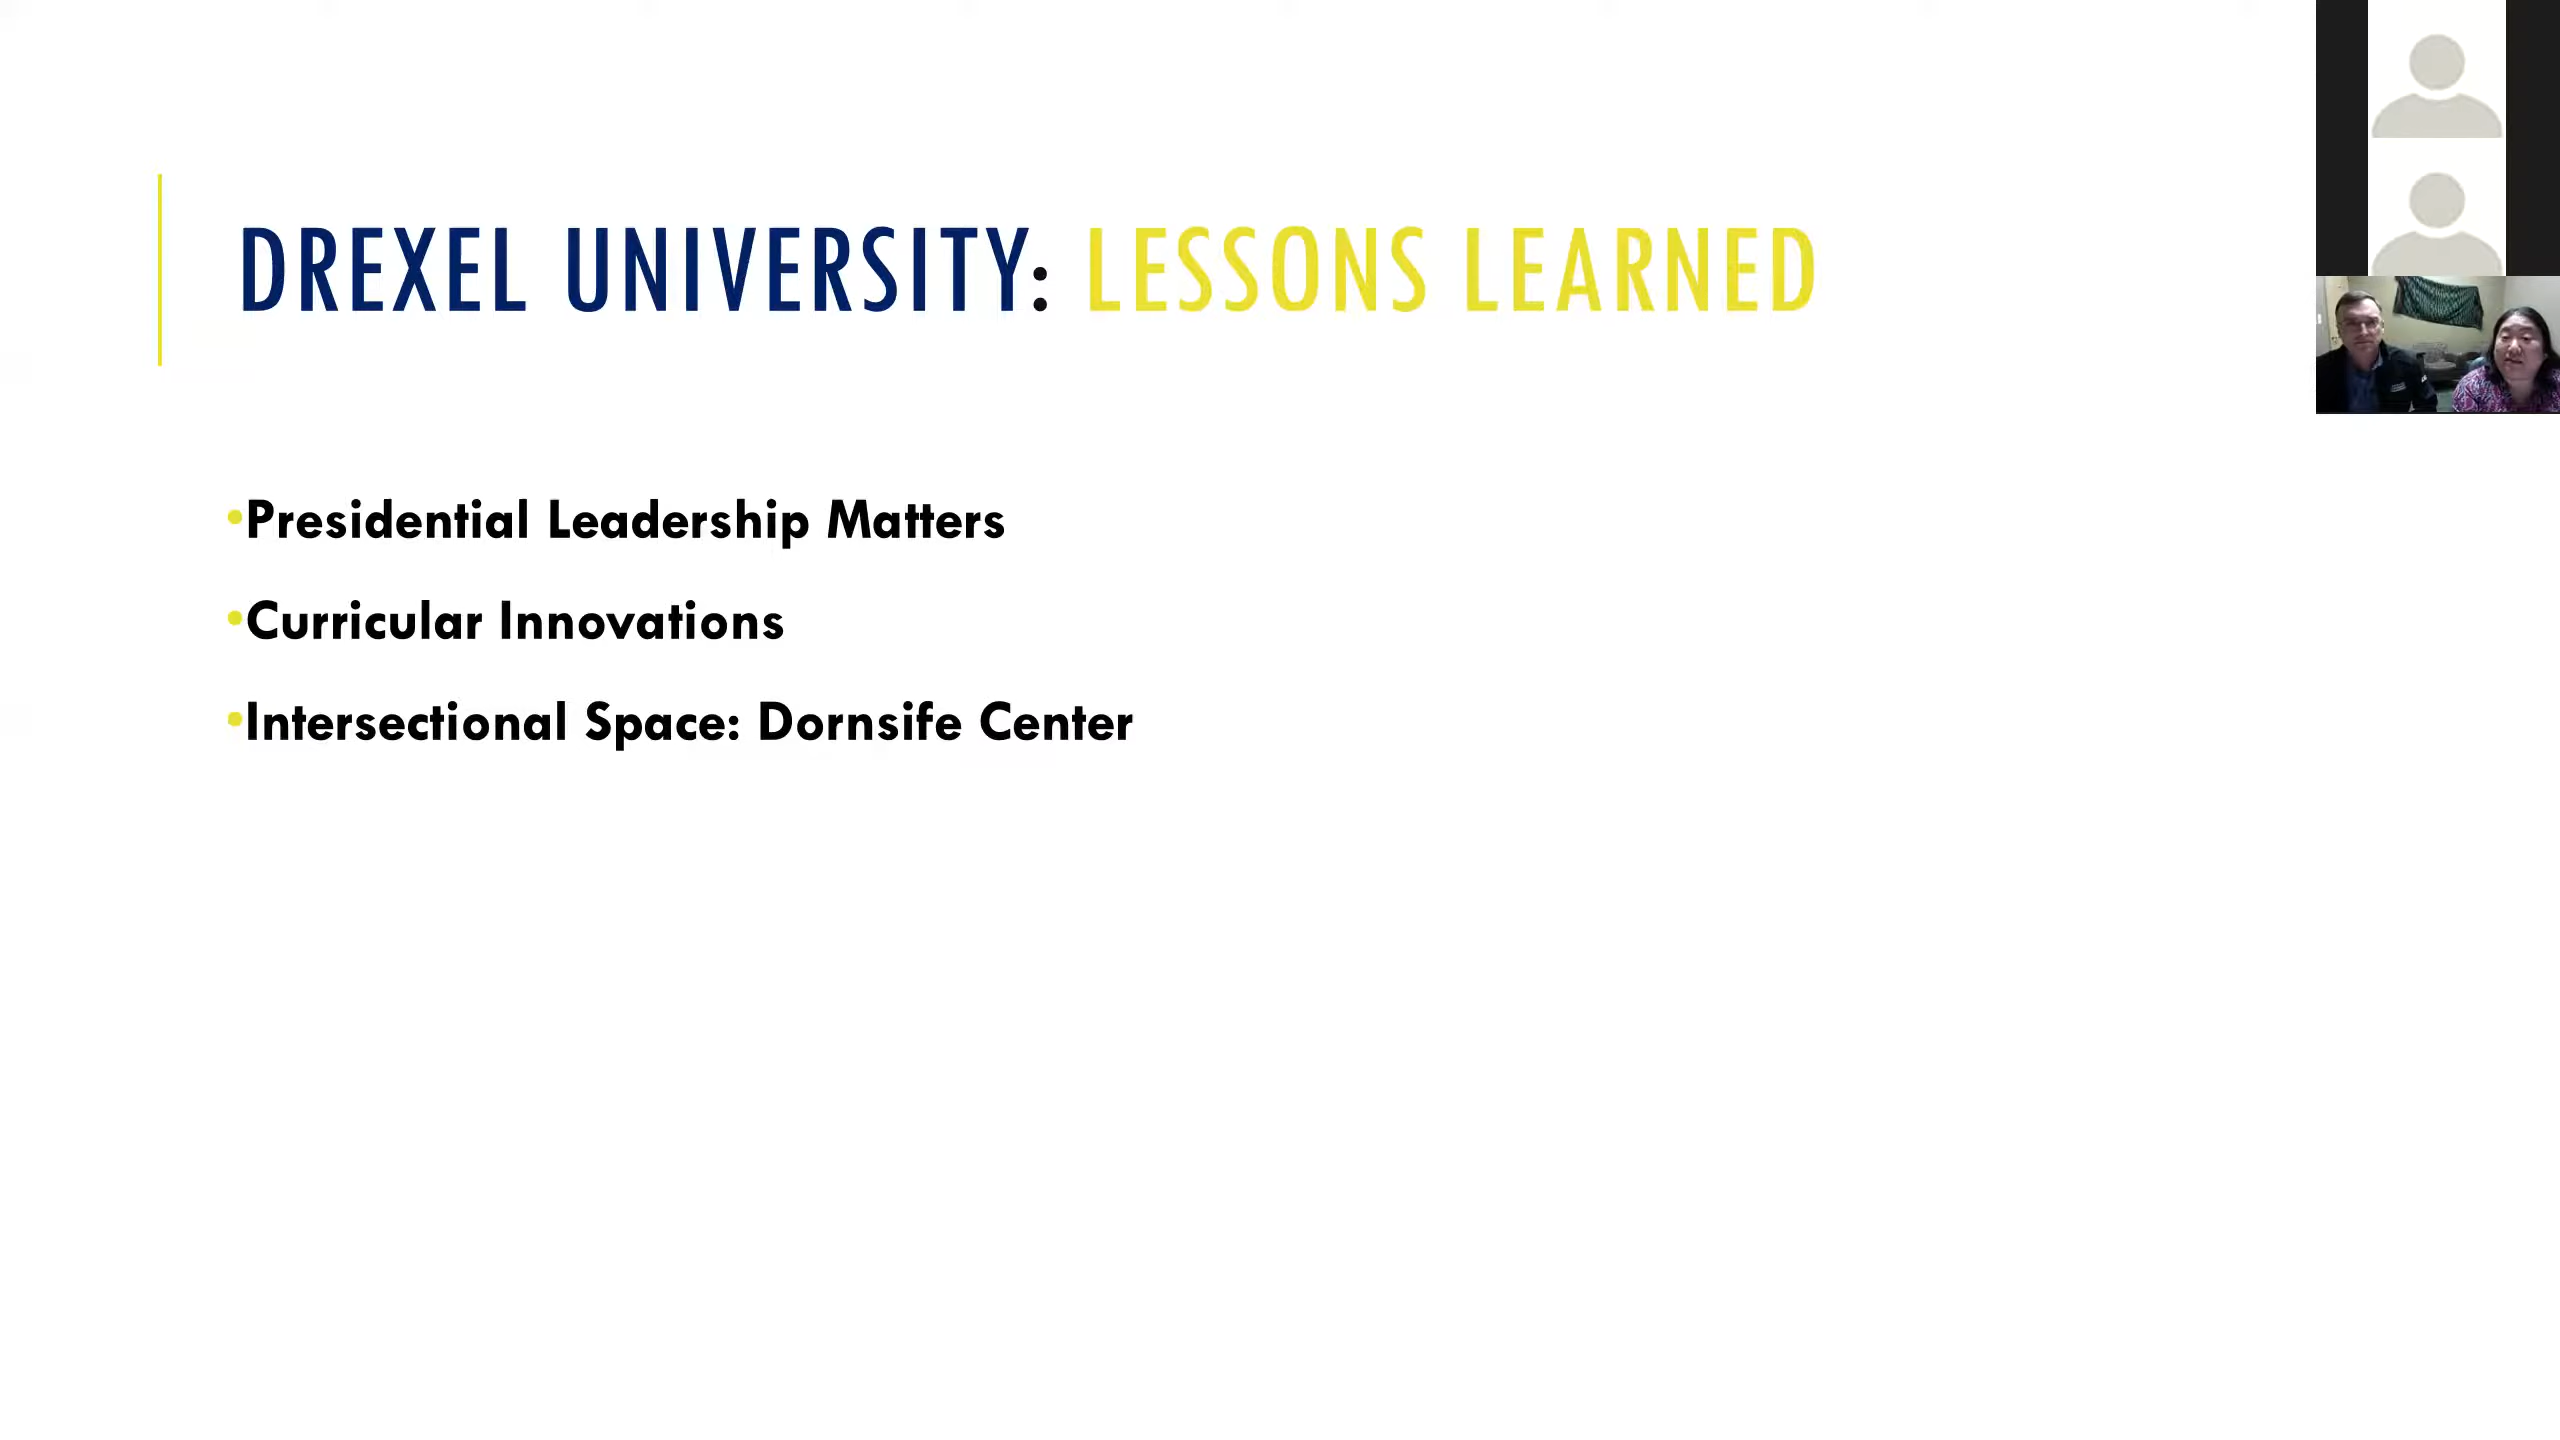 DREXEL UNIVERSITY: LESSONS LEARNED
•Presidential Leadership Matters
•Curricular Innovations
•Intersectional Space: Dornsife Center